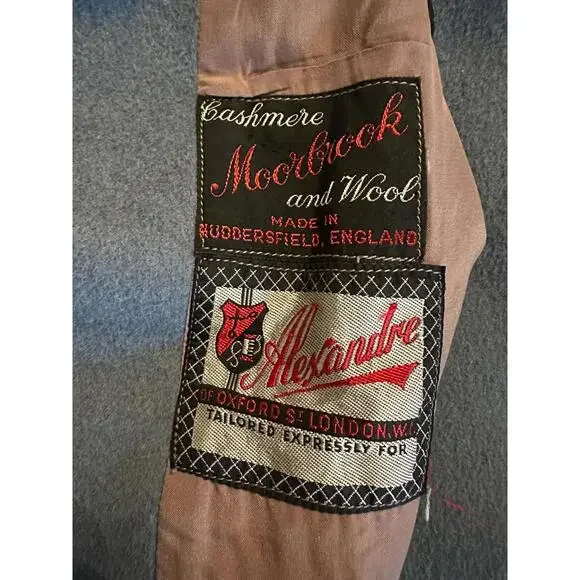 Cashmere
Moorbrook
and Wool
MADE IN
HUDDERSFIELD, ENGLAND
Alexandre
OF OXFORD ST LONDON. W.1.
TAILORED EXPRESSLY FOR